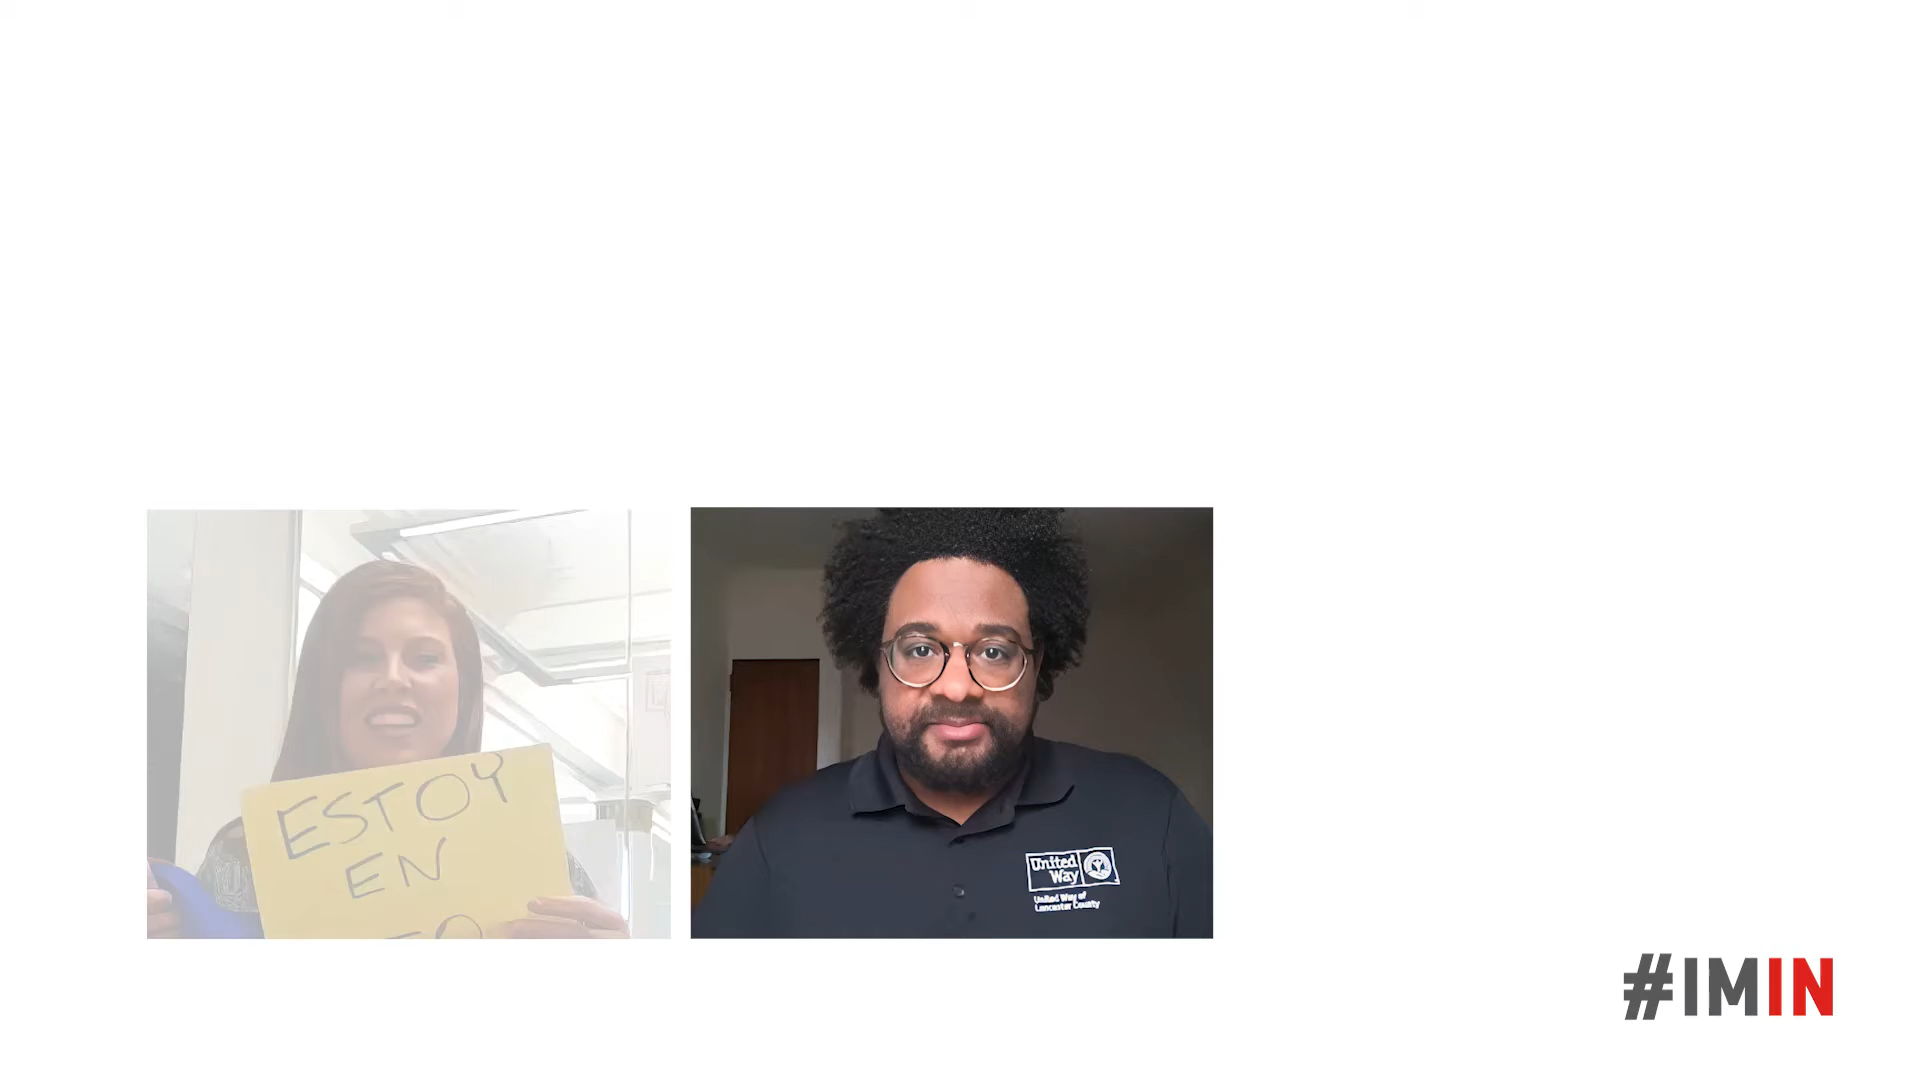 ESTOY
EN
United
Way
United Way of
Lancaster County
#IMIN